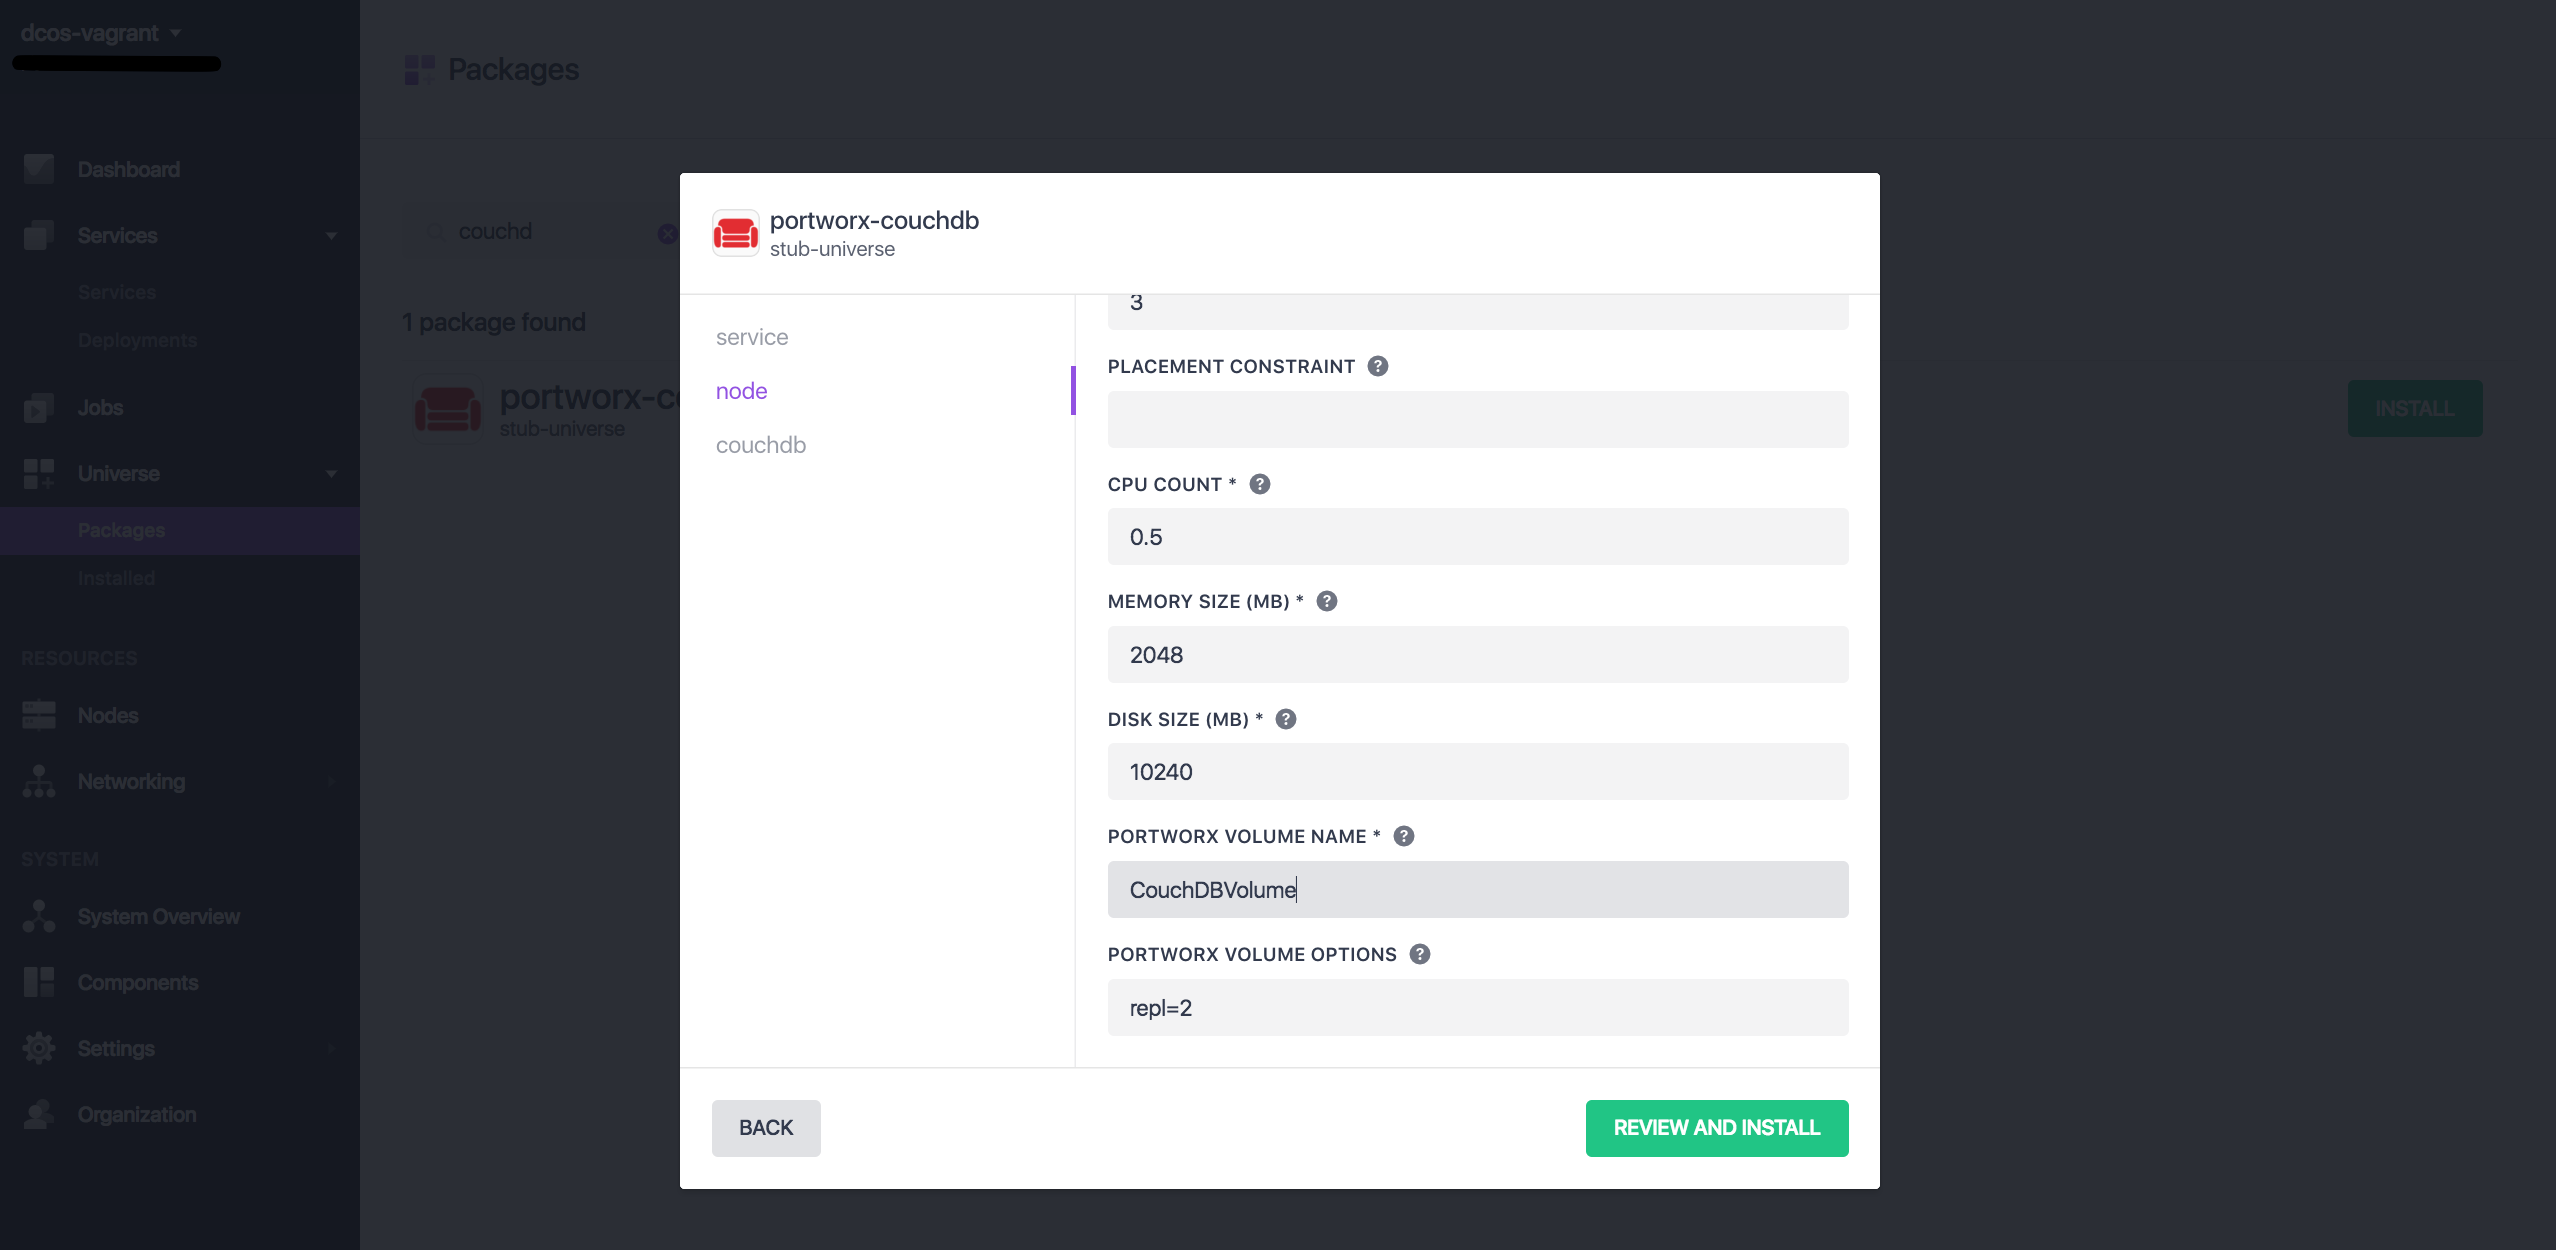 dcos-vagrant
Dashboard
Services
Services
Deployments
Jobs
Universe
Packages
Installed
RESOURCES
Nodes
Networking
SYSTEM
System Overview
Components
Settings
Organization
Packages
couchd
1 package found
portworx-c
stub-universe
INSTALL
portworx-couchdb
stub-universe
service
node
couchdb
3
PLACEMENT CONSTRAINT ?
CPU COUNT * ?
0.5
MEMORY SIZE (MB) * ?
2048
DISK SIZE (MB) * ?
10240
PORTWORX VOLUME NAME * ?
CouchDBVolume
PORTWORX VOLUME OPTIONS ?
repl=2
BACK
REVIEW AND INSTALL